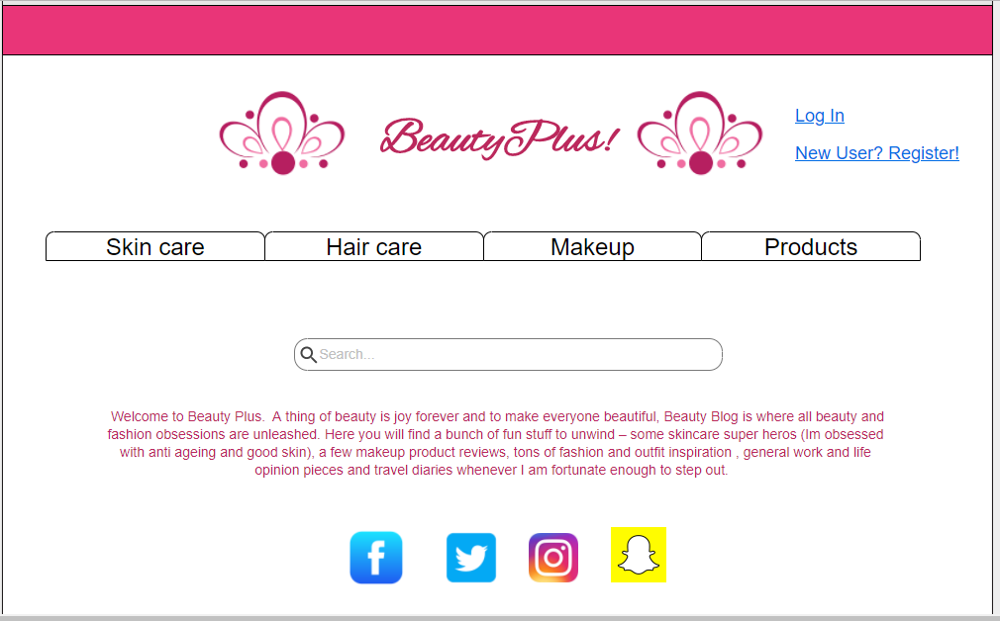 Beauty Plus!
Log In
New User? Register!
Skin care Hair care Makeup Products
Search...
Welcome to Beauty Plus.  A thing of beauty is joy forever and to make everyone beautiful, Beauty Blog is where all beauty and
fashion obsessions are unleashed. Here you will find a bunch of fun stuff to unwind – some skincare super heros (Im obsessed
with anti ageing and good skin), a few makeup product reviews, tons of fashion and outfit inspiration , general work and life
opinion pieces and travel diaries whenever I am fortunate enough to step out.